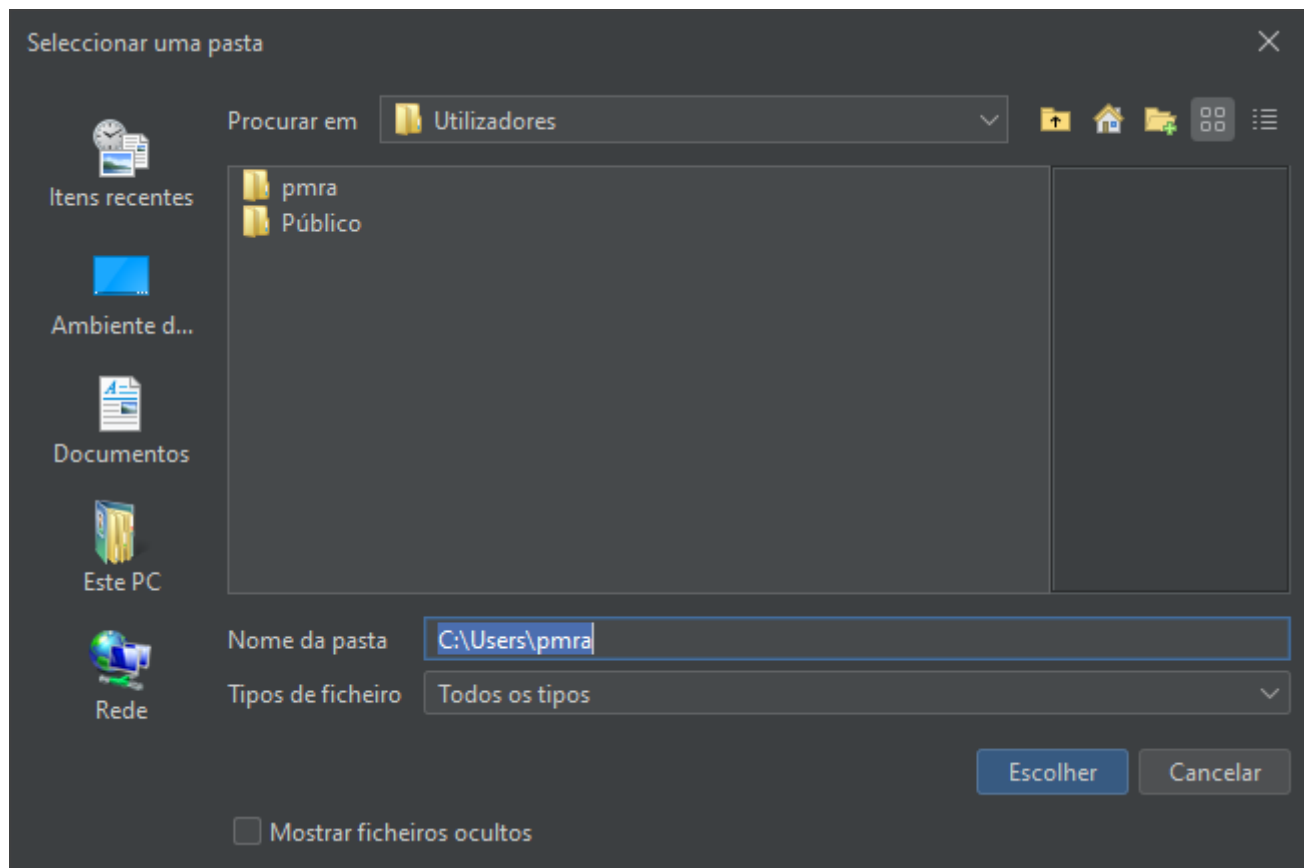 Seleccionar uma pasta
Procurar em
Utilizadores
Itens recentes
Ambiente d...
Documentos
Este PC
Rede
pmra
Público
Nome da pasta
C:\Users\pmra
Tipos de ficheiro
Todos os tipos
Escolher
Cancelar
Mostrar ficheiros ocultos